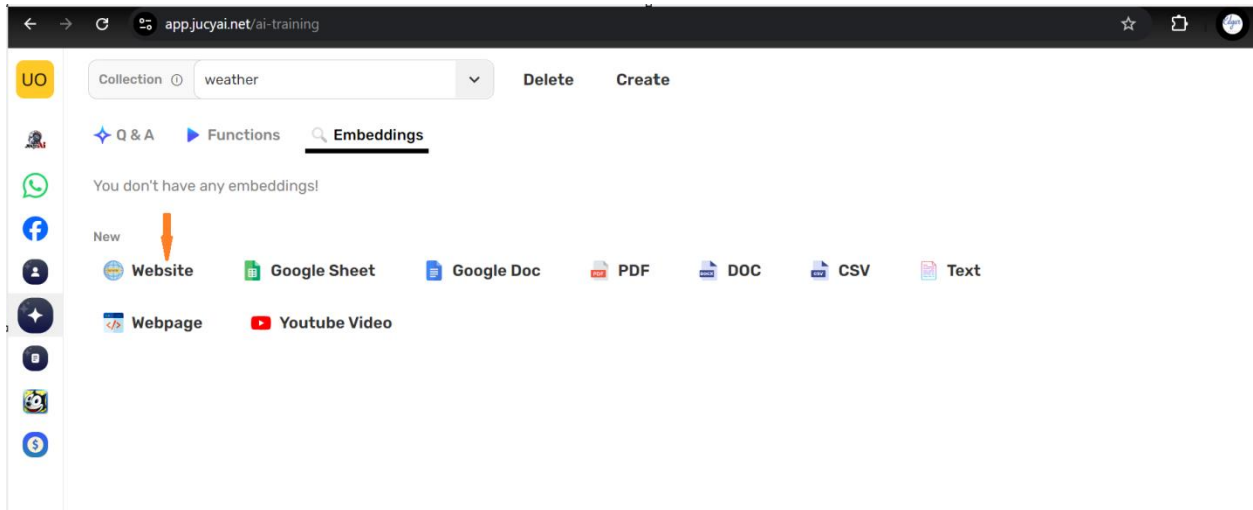 app.jucyai.net/ai-training
UO
Collection weather Delete Create
Q & A Functions Embeddings
You don't have any embeddings!
New
Website Google Sheet Google Doc PDF DOC CSV Text
Webpage Youtube Video